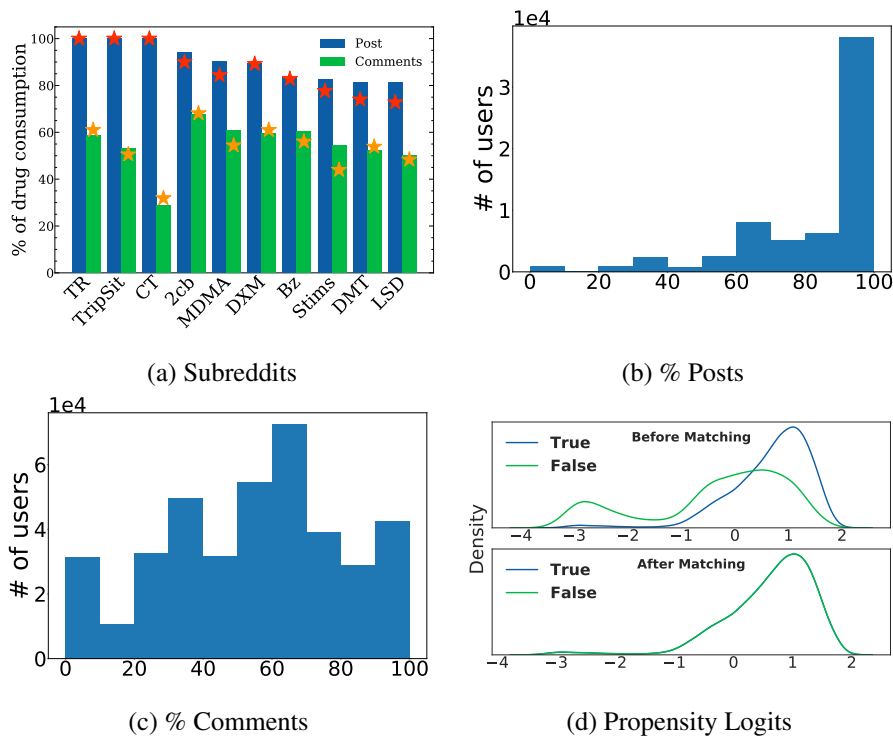 % of drug consumption
100
80
60
40
20
0
Post
Comments
TR
TripSit
CT
2cb
MDMA
DXM
Bz
Stims
DMT
LSD
(a) Subreddits
1e4
# of users
4
2
0
0 20 40 60 80 100
(b) % Posts
1e4
# of users
6
4
2
0
0 20 40 60 80 100
(c) % Comments
Density
True
False
Before Matching
−4 −3 −2 −1 0 1 2
True
False
After Matching
−4 −3 −2 −1 0 1 2
(d) Propensity Logits